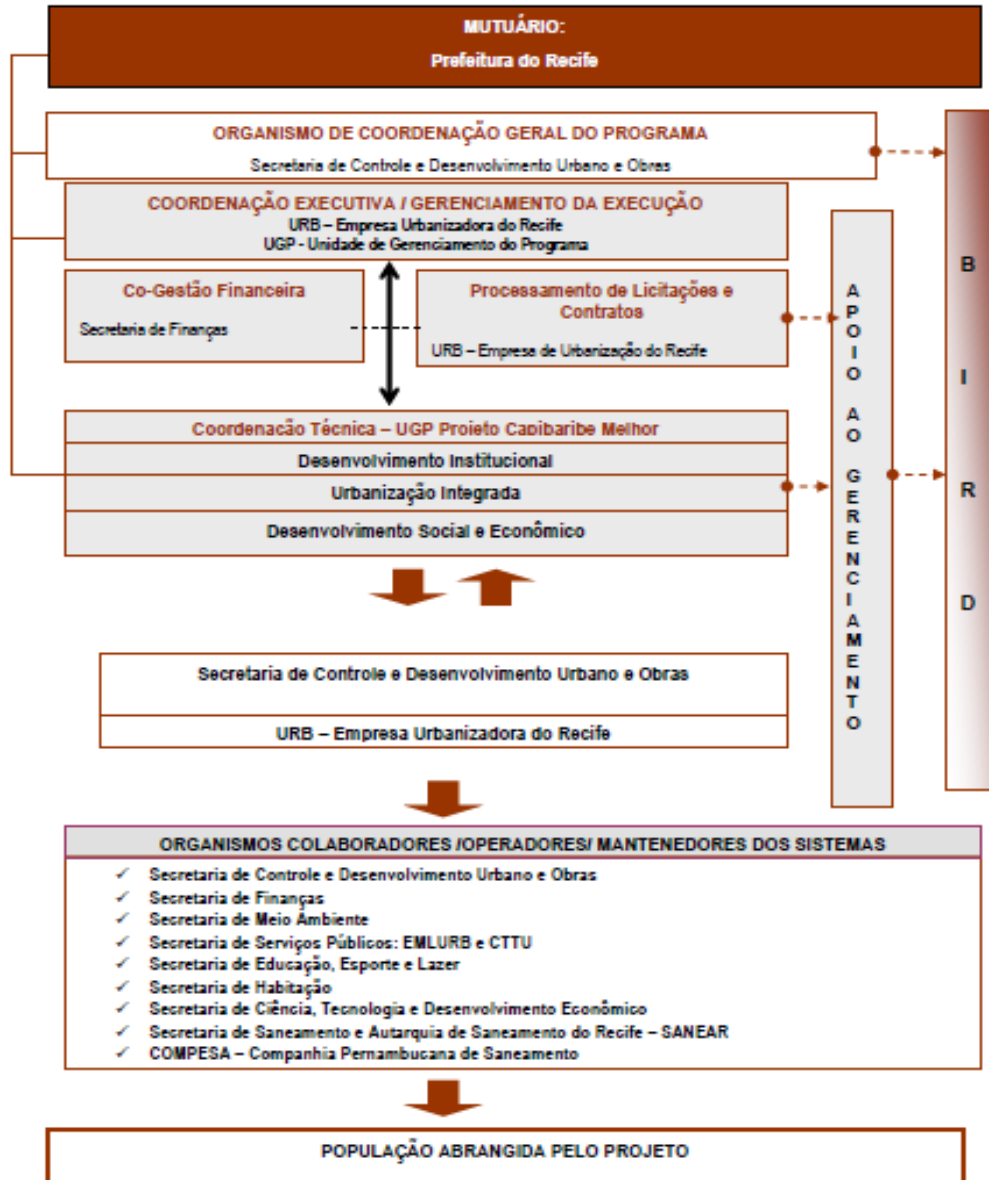 MUTUÁRIO:
Prefeitura do Recife
ORGANISMO DE COORDENAÇÃO GERAL DO PROGRAMA
Secretaria de Controle e Desenvolvimento Urbano e Obras
COORDENAÇÃO EXECUTIVA / GERENCIAMENTO DA EXECUÇÃO
URB – Empresa Urbanizadora do Recife
UGP - Unidade de Gerenciamento do Programa
Co-Gestão Financeira
Secretaria de Finanças
Processamento de Licitações e
Contratos
URB – Empresa de Urbanização do Recife
Coordenação Técnica – UGP Projeto Capibaribe Melhor
Desenvolvimento Institucional
Urbanização Integrada
Desenvolvimento Social e Econômico
APOIO AO GERENCIAMENTO
BIRD
Secretaria de Controle e Desenvolvimento Urbano e Obras
URB – Empresa Urbanizadora do Recife
ORGANISMOS COLABORADORES /OPERADORES/ MANTENEDORES DOS SISTEMAS
✓ Secretaria de Controle e Desenvolvimento Urbano e Obras
✓ Secretaria de Finanças
✓ Secretaria de Meio Ambiente
✓ Secretaria de Serviços Públicos: EMLURB e CTTU
✓ Secretaria de Educação, Esporte e Lazer
✓ Secretaria de Habitação
✓ Secretaria de Ciência, Tecnologia e Desenvolvimento Econômico
✓ Secretaria de Saneamento e Autarquia de Saneamento do Recife – SANEAR
✓ COMPESA – Companhia Pernambucana de Saneamento
POPULAÇÃO ABRANGIDA PELO PROJETO